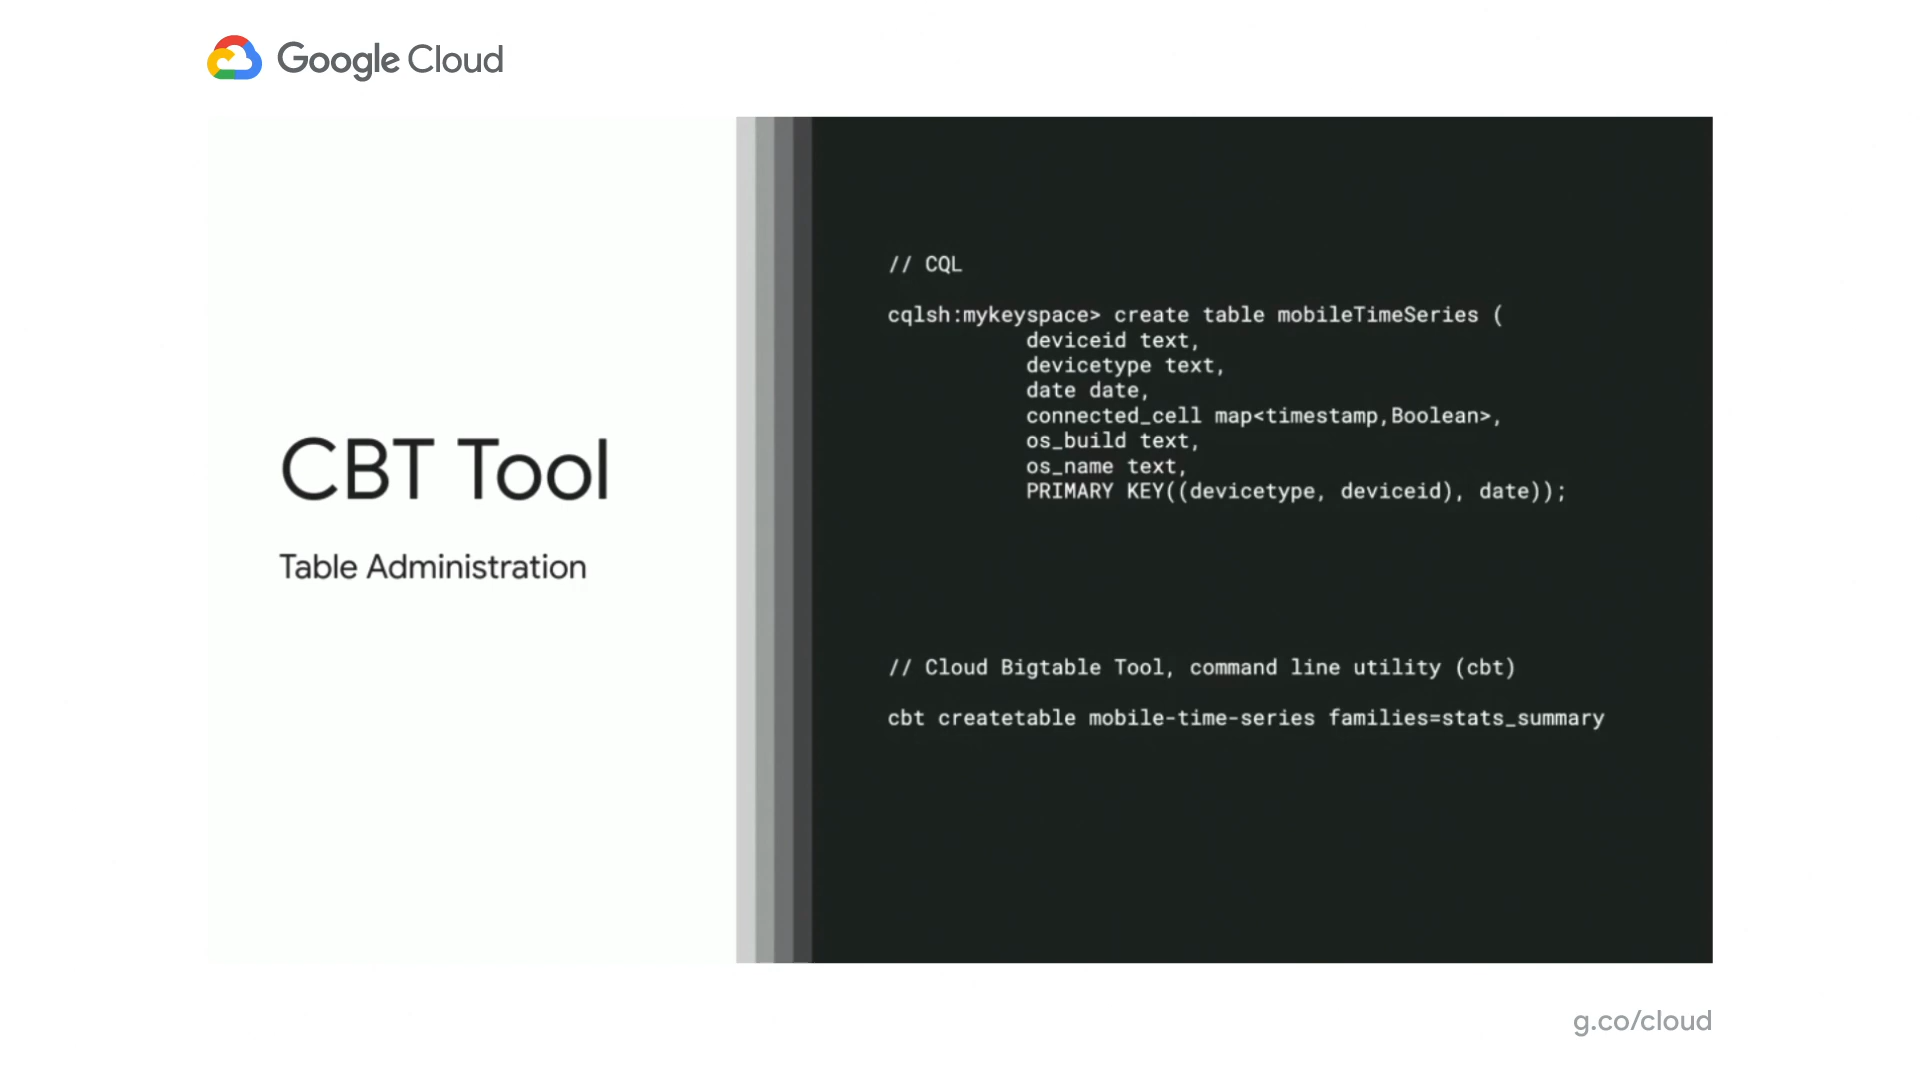 Google Cloud
CBT Tool
Table Administration
// CQL
cqlsh:mykeyspace> create table mobileTimeSeries (
deviceid text,
devicetype text,
date date,
connected_cell map<timestamp,Boolean>,
os_build text,
os_name text,
PRIMARY KEY((devicetype, deviceid), date));
// Cloud Bigtable Tool, command line utility (cbt)
cbt createtable mobile-time-series families=stats_summary
g.co/cloud